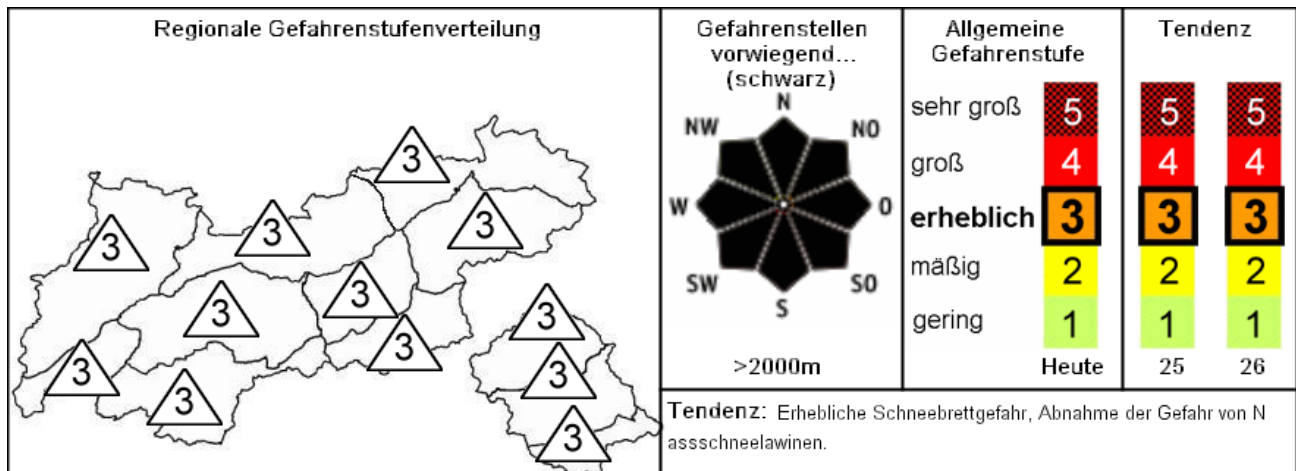 Regionale Gefahrenstufenverteilung
3
3
3
3
3
3
3
3
3
3
3
3
Gefahrenstellen
vorwiegend...
(schwarz)
N
NW
NO
W
O
SW
SO
S
>2000m
Allgemeine
Gefahrenstufe
sehr groß 5
groß 4
erheblich 3
mäßig 2
gering 1
Heute
Tendenz
5 5
4 4
3 3
2 2
1 1
25 26
Tendenz: Erhebliche Schneebrettgefahr, Abnahme der Gefahr von N
assschneelawinen.